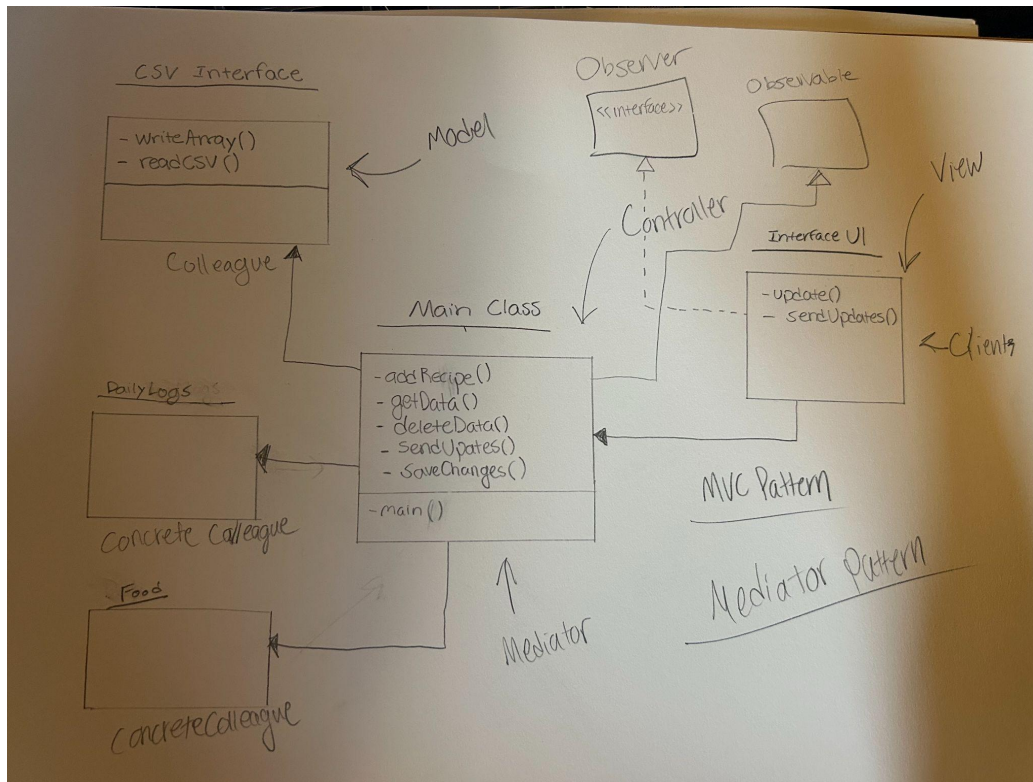 CSV Interface
- writeArray()
- readCSV()
Model
Colleague
Observer
<<interface>>
Observable
View
Controller
Interface UI
-update()
- sendUpdates()
Clients
Main Class
-addRecipe()
-getData()
- deleteData()
- sendUpates()
- saveChanges()
-main()
DailyLogs
Concrete Colleague
Food
ConcreteColleague
Mediator
MVC Pattern
Mediator Pattern